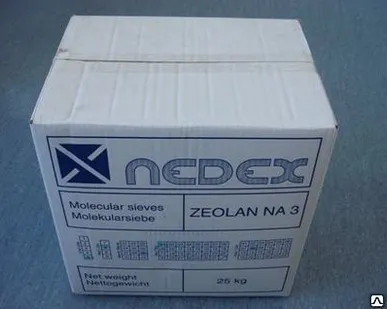 NEDEX
Molecular sieves
Molekularsiebe
ZEOLAN NA 3
Net weight
Nettogewicht
25 kg